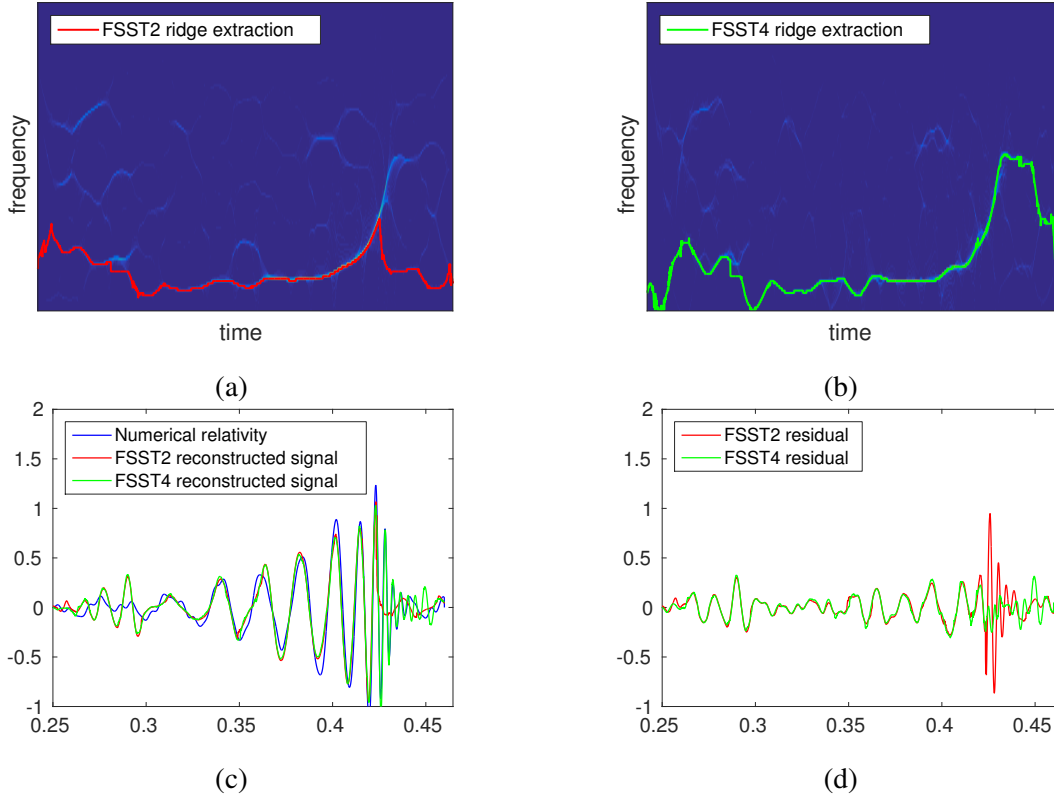 FSST2 ridge extraction
frequency
time
(a)
FSST4 ridge extraction
frequency
time
(b)
2
1.5
1
0.5
0
-0.5
-1
0.25
0.3
0.35
0.4
0.45
Numerical relativity
FSST2 reconstructed signal
FSST4 reconstructed signal
(c)
2
1.5
1
0.5
0
-0.5
-1
0.25
0.3
0.35
0.4
0.45
FSST2 residual
FSST4 residual
(d)